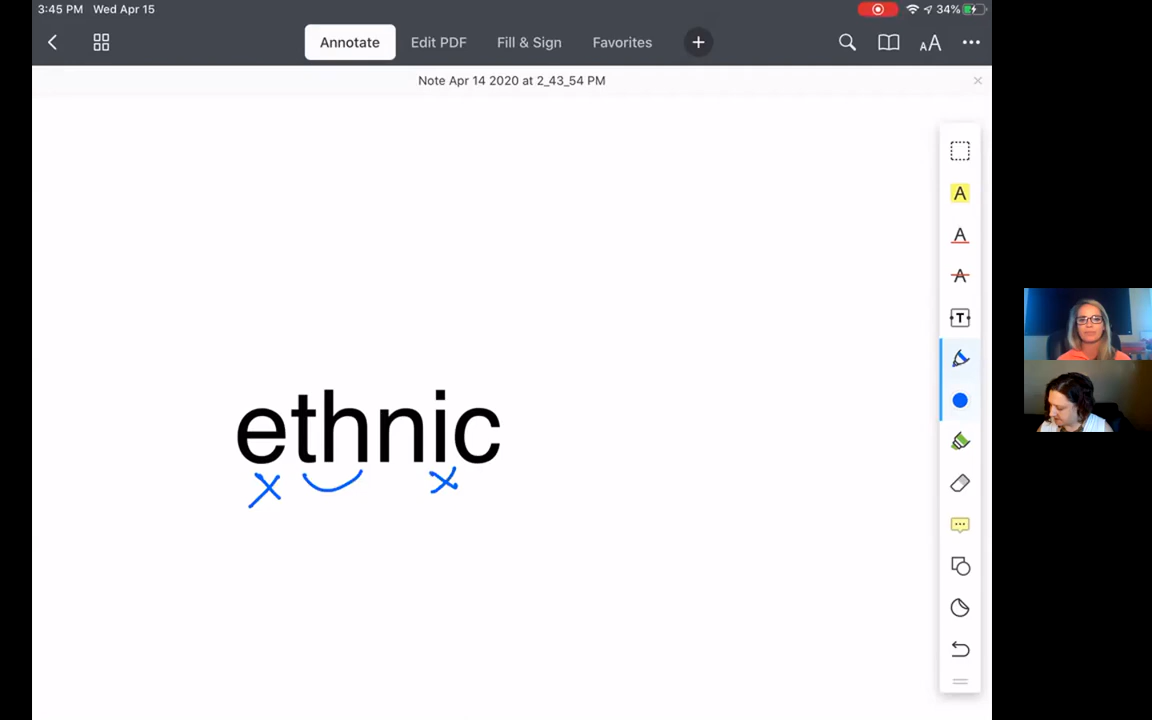 3:45 PM Wed Apr 15 34%
Annotate Edit PDF Fill & Sign Favorites AA
Note Apr 14 2020 at 2_43_54 PM
A
A
A
T
ethnic
x x